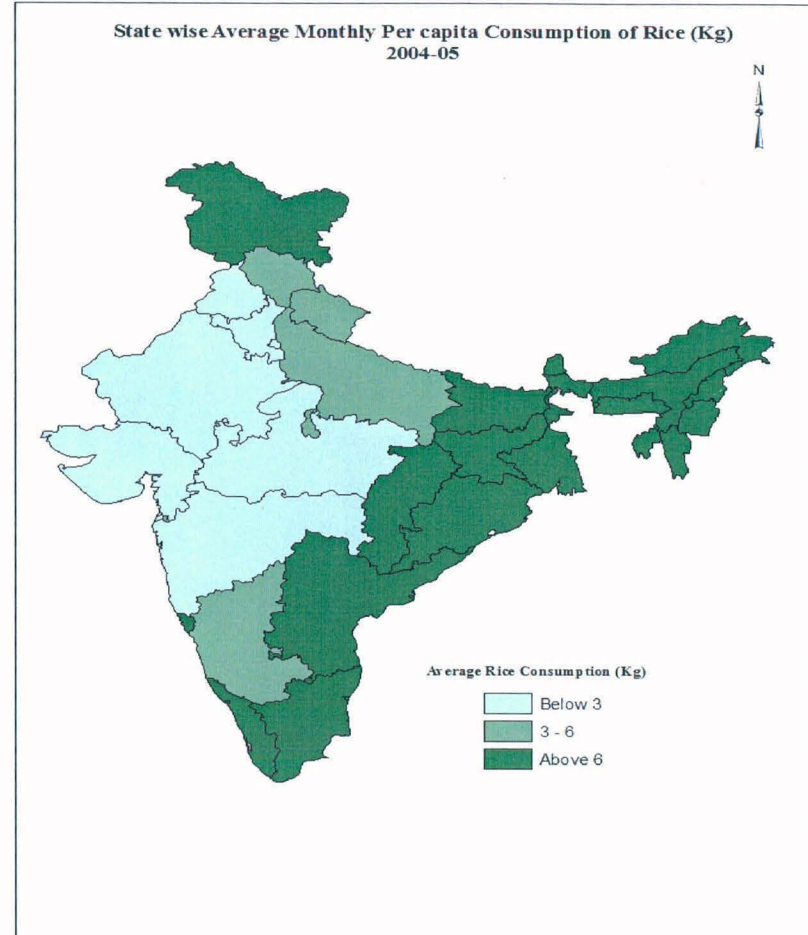 State wise Average Monthly Per capita Consumption of Rice (Kg)
2004-05
N
Average Rice Consumption (Kg)
Below 3
3 - 6
Above 6